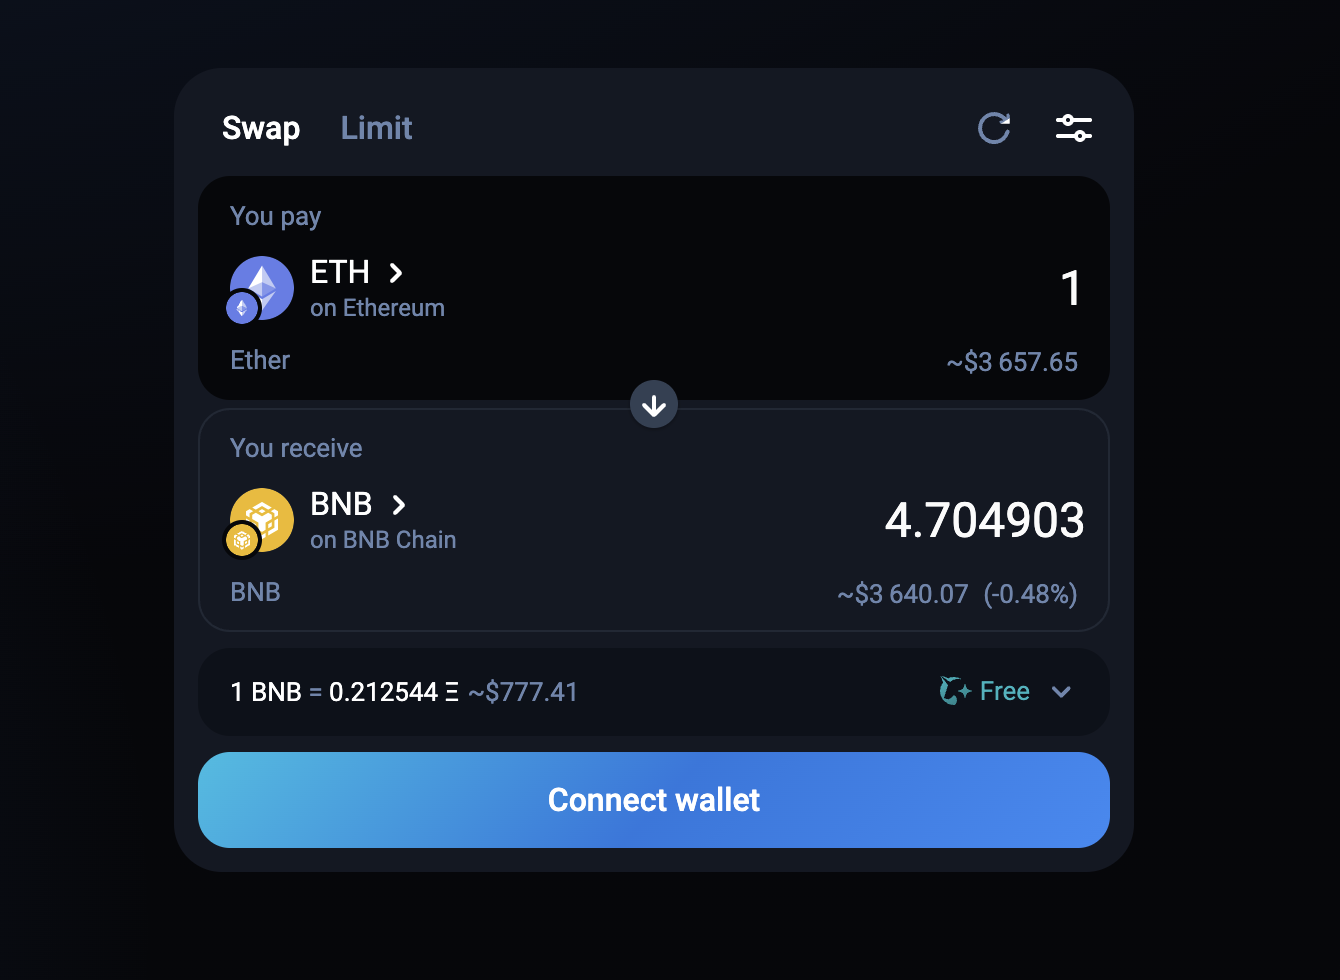 Swap Limit
You pay
ETH
on Ethereum
1
Ether
~$3 657.65
You receive
BNB
on BNB Chain
4.704903
BNB
~$3 640.07 (-0.48%)
1 BNB = 0.212544 Ξ ~$777.41
Free
Connect wallet